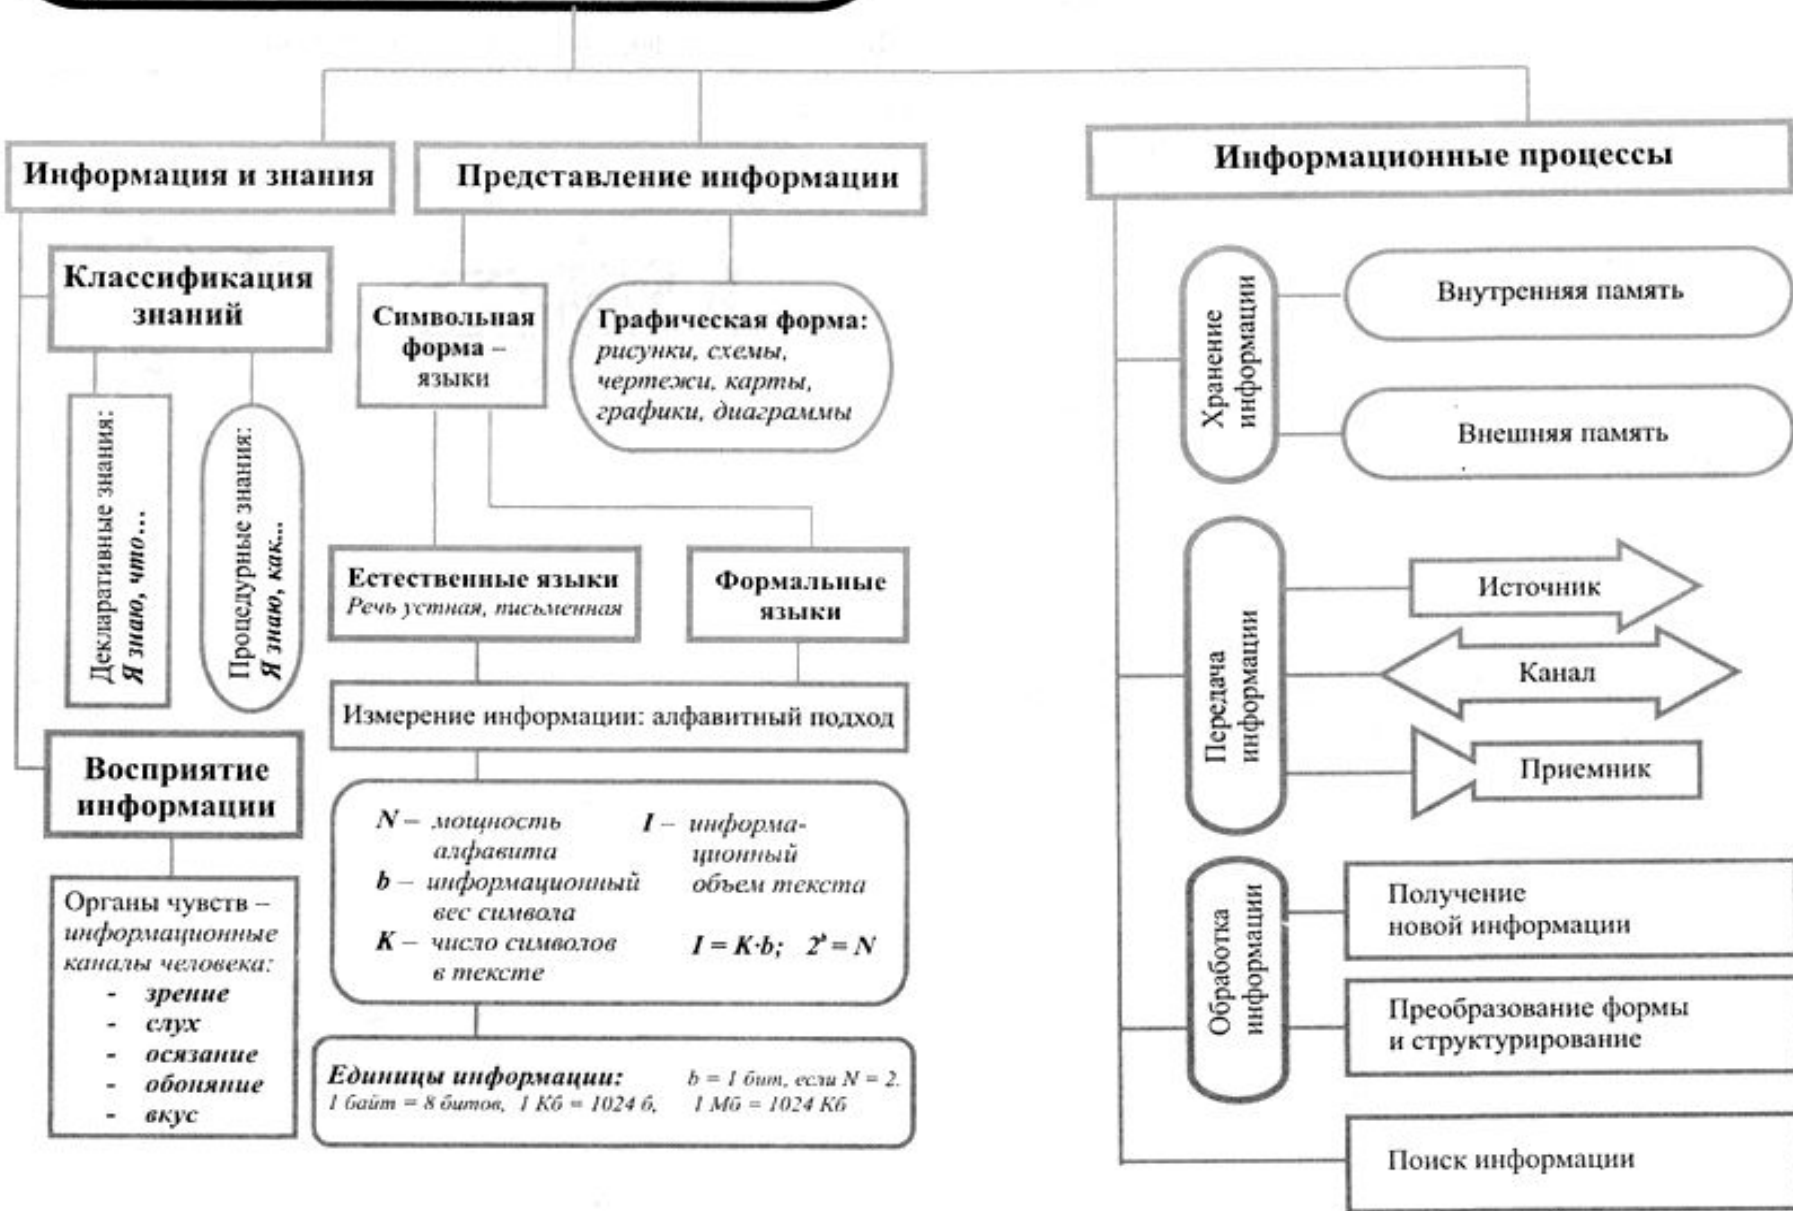 Информация и знания
Представление информации
Информационные процессы
Классификация
знаний
Декларативные знания:
Я знаю, что...
Процедурные знания:
Я знаю, как...
Восприятие
информации
Органы чувств –
информационные
каналы человека:
- зрение
- слух
- осязание
- обоняние
- вкус
Символьная
форма –
языки
Графическая форма:
рисунки, схемы,
чертежи, карты,
графики, диаграммы
Естественные языки
Речь устная, письменная
Формальные
языки
Измерение информации: алфавитный подход
N – мощность
алфавита
b – информационный
вес символа
K – число символов
в тексте
I – информа-
ционный
объем текста
I = K·b; 2ᵇ = N
Единицы информации: b = 1 бит, если N = 2.
1 байт = 8 битов, 1 Кб = 1024 б, 1 Мб = 1024 Кб
Хранение
информации
Внутренняя память
Внешняя память
Передача
информации
Источник
Канал
Приемник
Обработка
информации
Получение
новой информации
Преобразование формы
и структурирование
Поиск информации